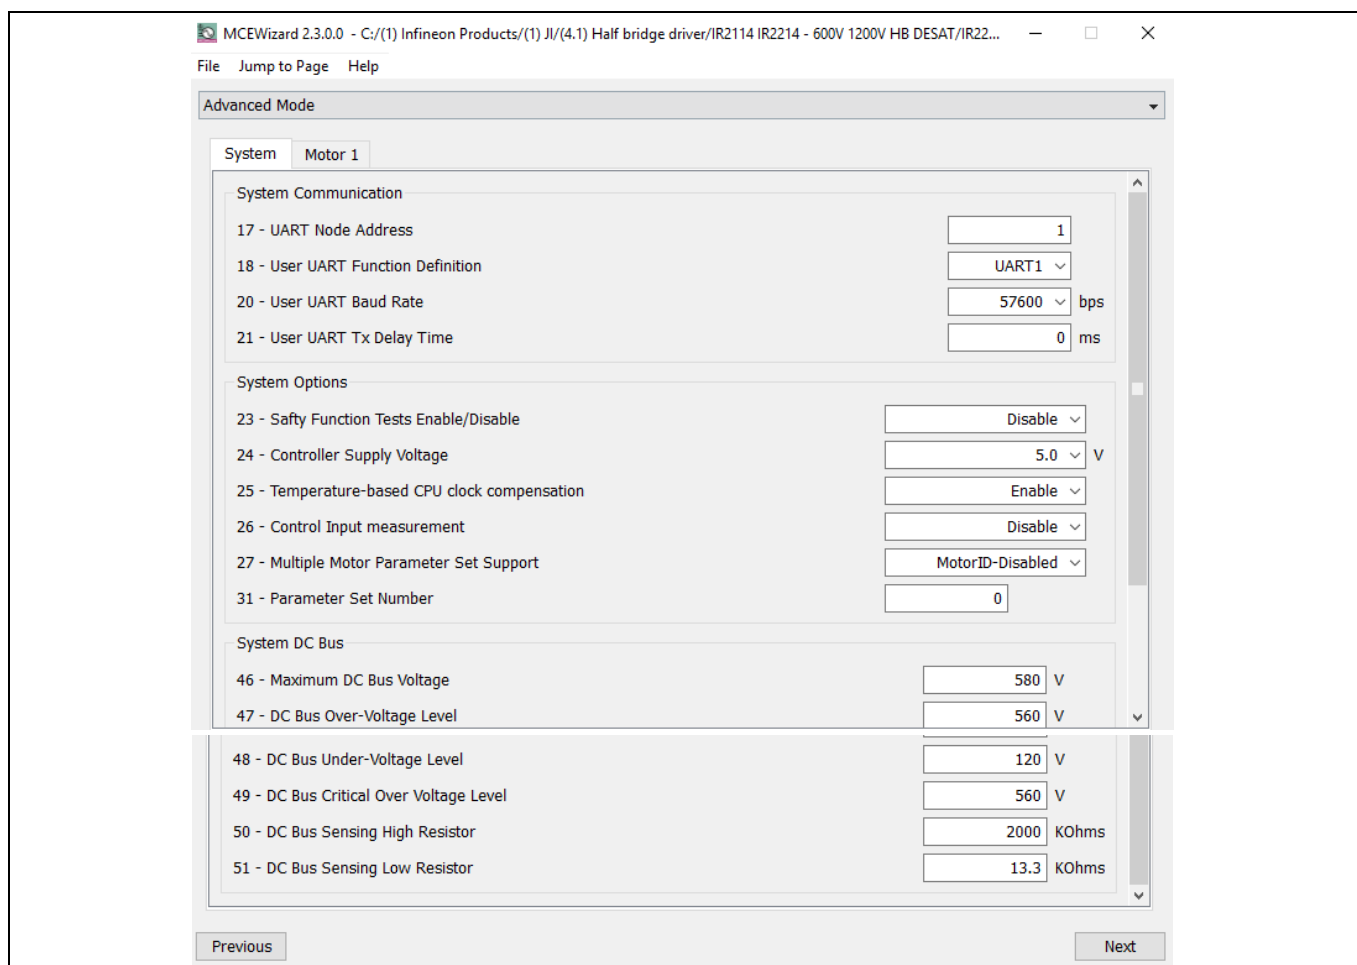 MCEWizard 2.3.0.0 - C:/(1) Infineon Products/(1) JI/(4.1) Half bridge driver/IR2114 IR2214 - 600V 1200V HB DESAT/IR22...
File Jump to Page Help
Advanced Mode
System Motor 1
System Communication
17 - UART Node Address 1
18 - User UART Function Definition UART1
20 - User UART Baud Rate 57600 bps
21 - User UART Tx Delay Time 0 ms
System Options
23 - Safty Function Tests Enable/Disable Disable
24 - Controller Supply Voltage 5.0 V
25 - Temperature-based CPU clock compensation Enable
26 - Control Input measurement Disable
27 - Multiple Motor Parameter Set Support MotorID-Disabled
31 - Parameter Set Number 0
System DC Bus
46 - Maximum DC Bus Voltage 580 V
47 - DC Bus Over-Voltage Level 560 V
48 - DC Bus Under-Voltage Level 120 V
49 - DC Bus Critical Over Voltage Level 560 V
50 - DC Bus Sensing High Resistor 2000 KOhms
51 - DC Bus Sensing Low Resistor 13.3 KOhms
Previous Next